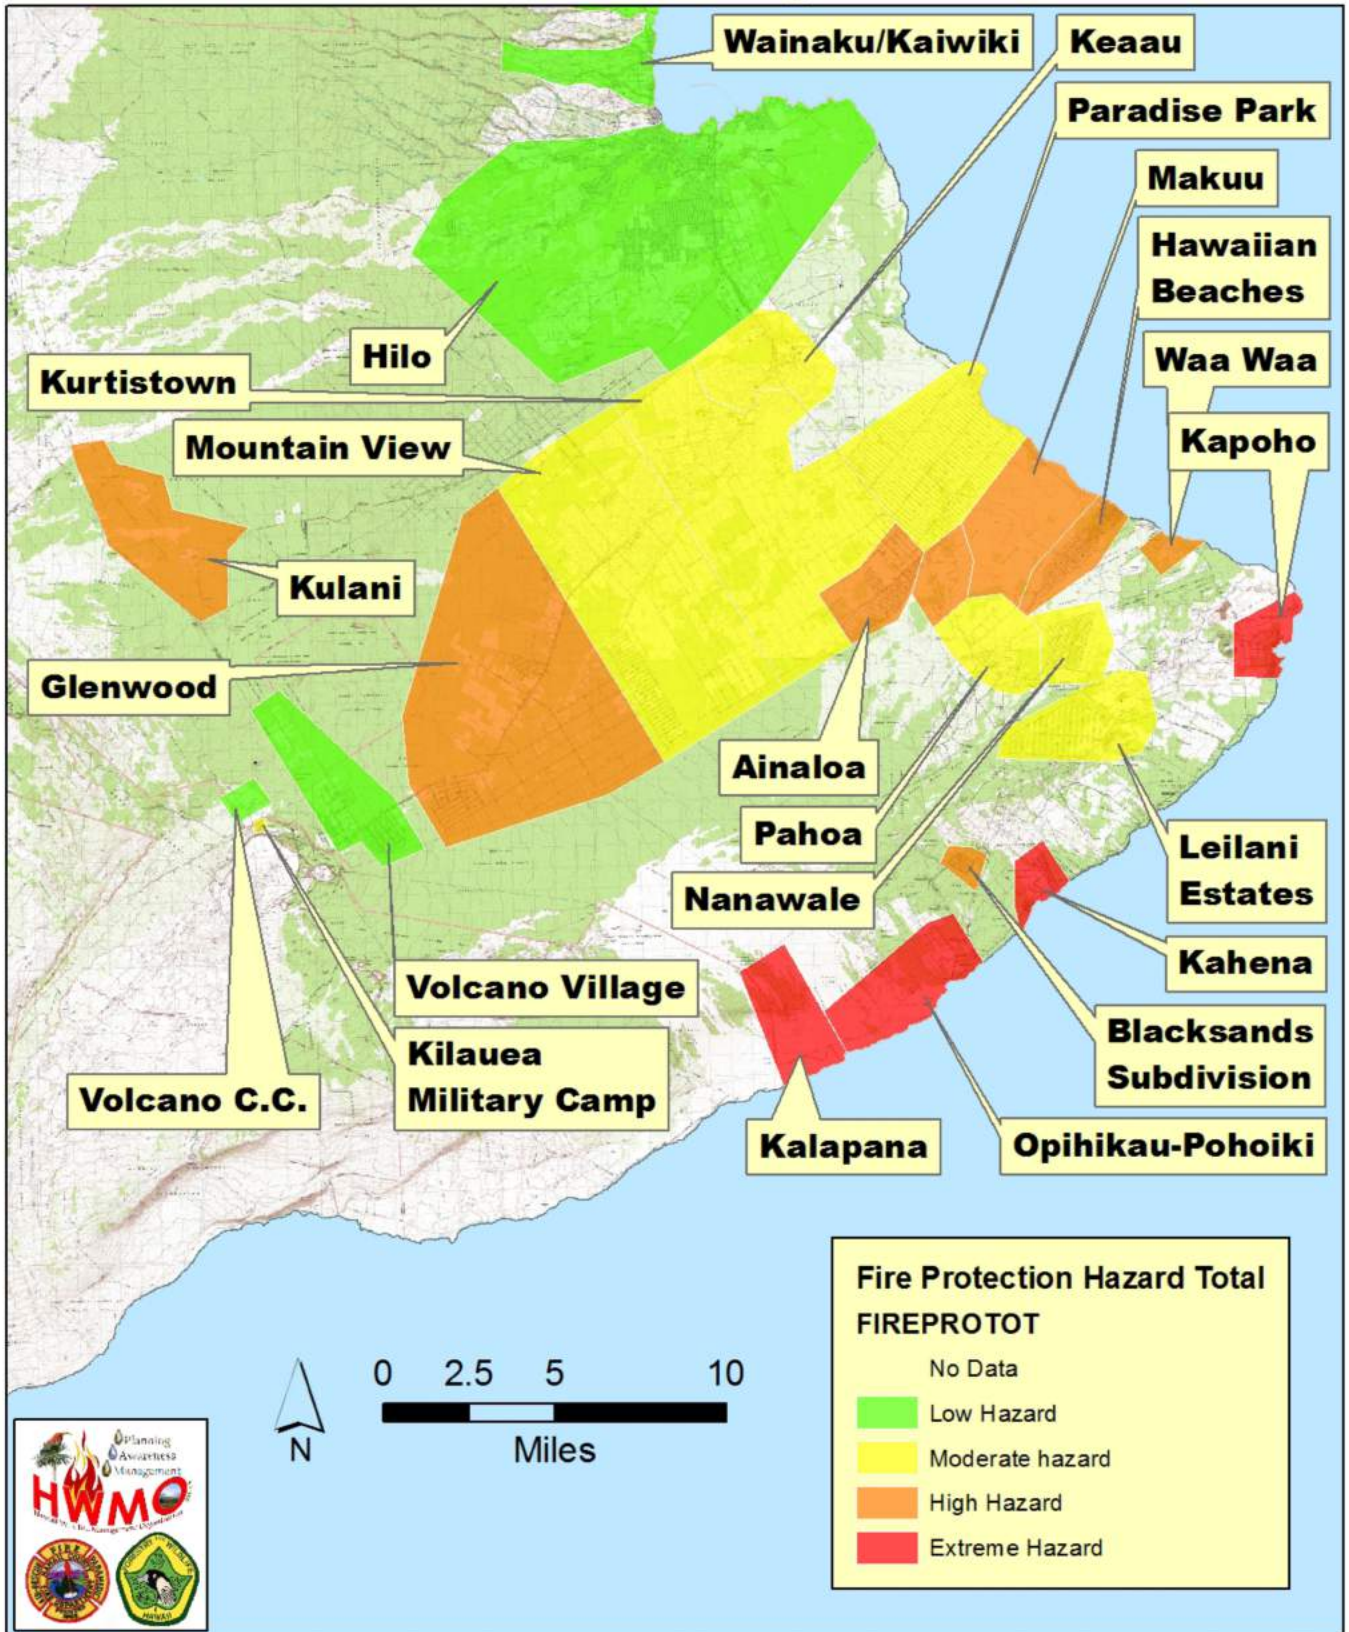 Wainaku/Kaiwiki
Keaau
Paradise Park
Makuu
Hawaiian
Beaches
Waa Waa
Kapoho
Hilo
Kurtistown
Mountain View
Kulani
Glenwood
Ainaloa
Pahoa
Nanawale
Leilani
Estates
Kahena
Blacksands
Subdivision
Opihikau-Pohoiki
Kalapana
Volcano Village
Kilauea
Military Camp
Volcano C.C.
Fire Protection Hazard Total
FIREPROTOT
No Data
Low Hazard
Moderate hazard
High Hazard
Extreme Hazard
0 2.5 5 10
Miles
N
Planning
Awareness
Management
HWMO
FIRE
HAWAII